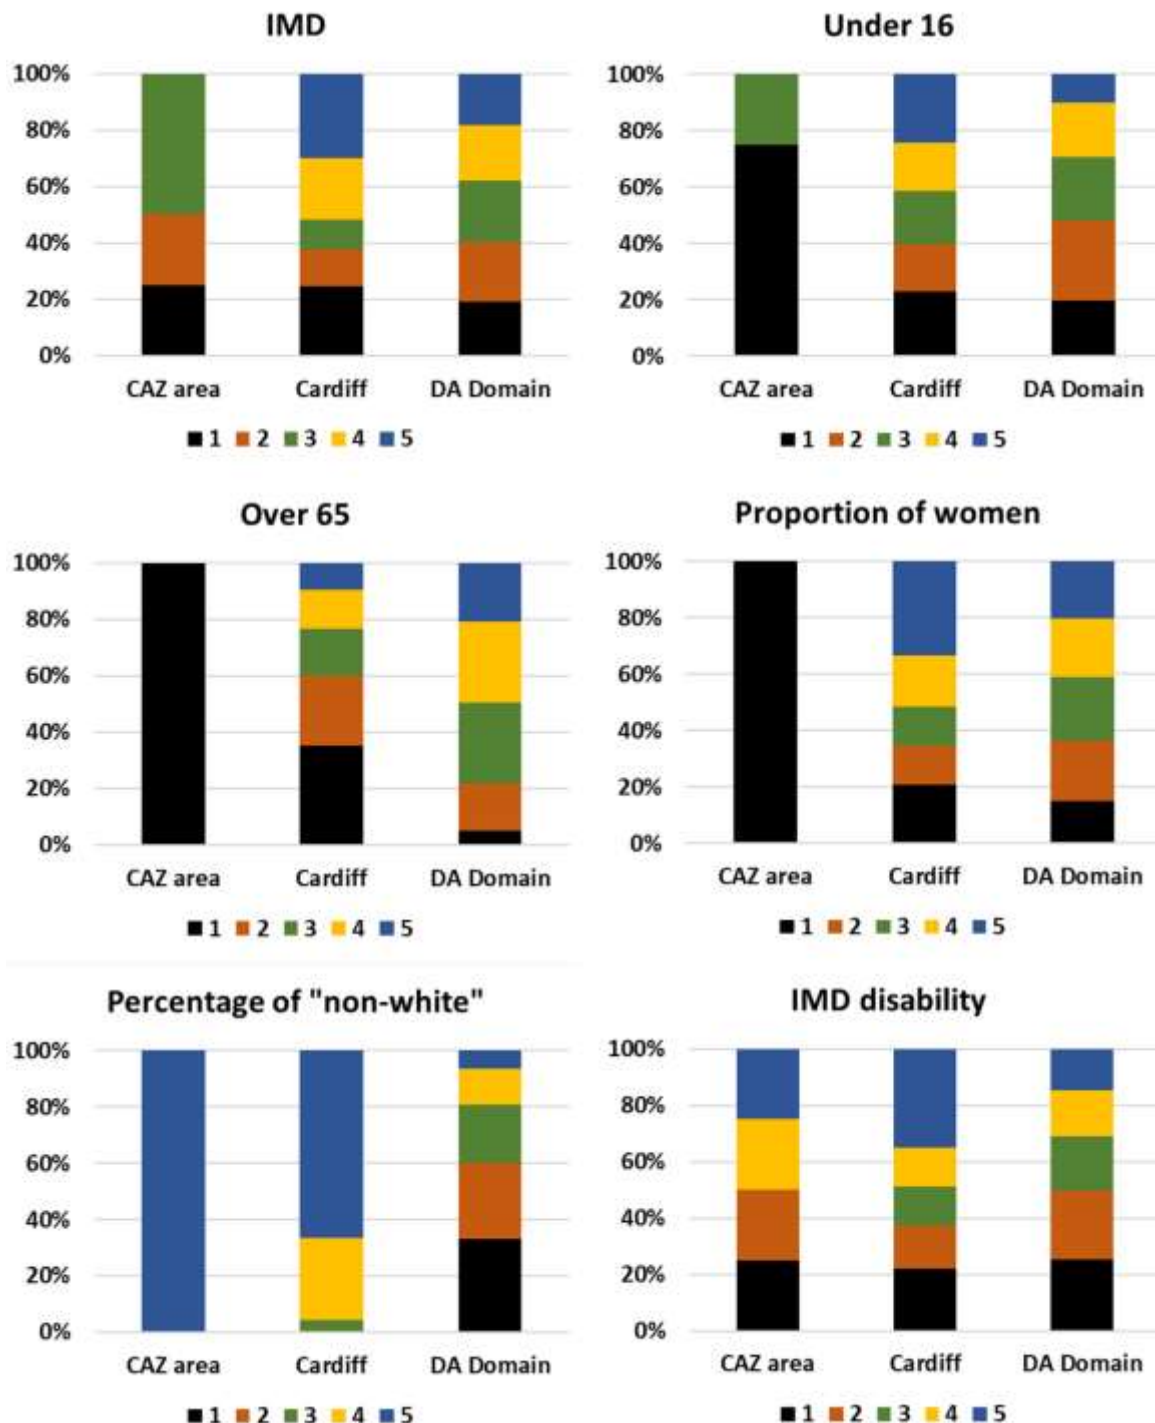 IMD
100%
80%
60%
40%
20%
0%
CAZ area Cardiff DA Domain
1 2 3 4 5
Under 16
100%
80%
60%
40%
20%
0%
CAZ area Cardiff DA Domain
1 2 3 4 5
Over 65
100%
80%
60%
40%
20%
0%
CAZ area Cardiff DA Domain
1 2 3 4 5
Proportion of women
100%
80%
60%
40%
20%
0%
CAZ area Cardiff DA Domain
1 2 3 4 5
Percentage of "non-white"
100%
80%
60%
40%
20%
0%
CAZ area Cardiff DA Domain
1 2 3 4 5
IMD disability
100%
80%
60%
40%
20%
0%
CAZ area Cardiff DA Domain
1 2 3 4 5